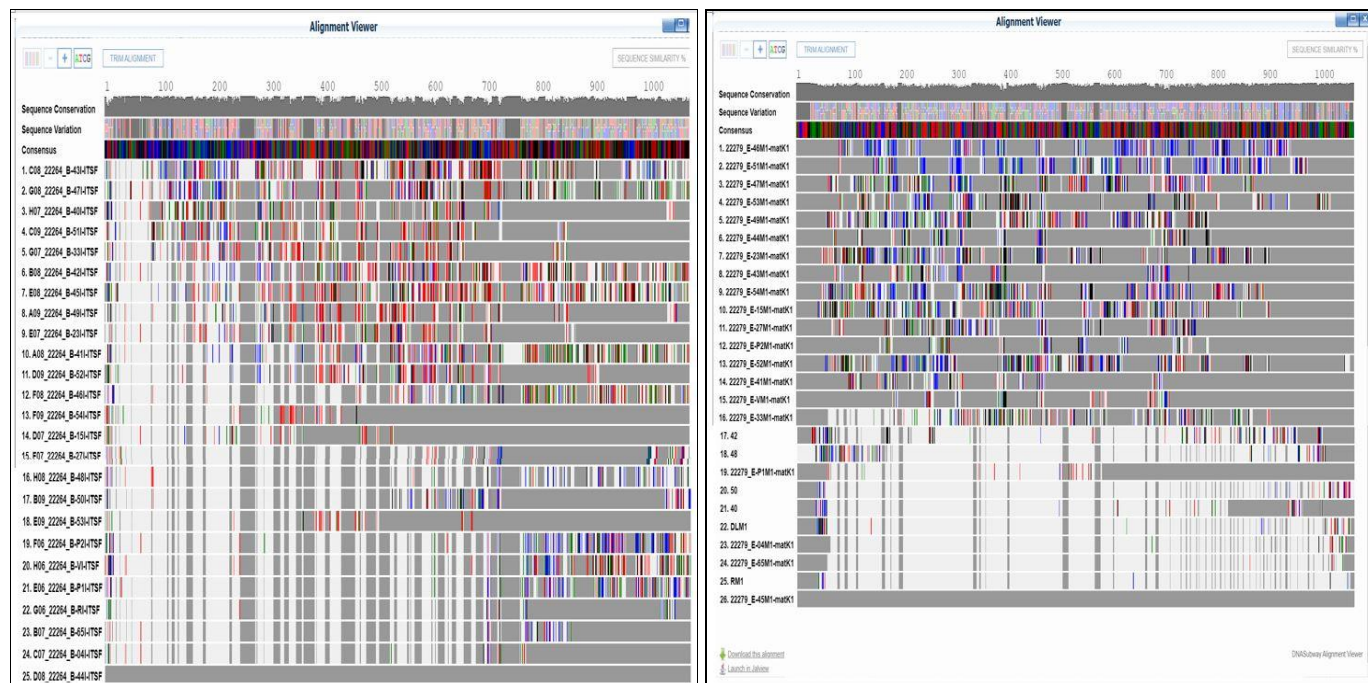 Alignment Viewer
ATCG
TRIM ALIGNMENT
SEQUENCE SIMILARITY %
1 100 200 300 400 500 600 700 800 900 1000
Sequence Conservation
Sequence Variation
Consensus
1. C08_22264_B-43I-ITSF
2. G08_22264_B-47I-ITSF
3. H07_22264_B-40I-ITSF
4. C09_22264_B-51I-ITSF
5. G07_22264_B-33I-ITSF
6. B08_22264_B-42I-ITSF
7. E08_22264_B-45I-ITSF
8. A09_22264_B-49I-ITSF
9. E07_22264_B-23I-ITSF
10. A08_22264_B-41I-ITSF
11. D09_22264_B-52I-ITSF
12. F08_22264_B-46I-ITSF
13. F09_22264_B-54I-ITSF
14. D07_22264_B-15I-ITSF
15. F07_22264_B-27I-ITSF
16. H08_22264_B-48I-ITSF
17. B09_22264_B-50I-ITSF
18. E09_22264_B-53I-ITSF
19. F06_22264_B-P2I-ITSF
20. H06_22264_B-VI-ITSF
21. E06_22264_B-P1I-ITSF
22. G06_22264_B-RI-ITSF
23. B07_22264_B-65I-ITSF
24. C07_22264_B-04I-ITSF
25. D08_22264_B-44I-ITSF
Alignment Viewer
ATCG
TRIM ALIGNMENT
SEQUENCE SIMILARITY %
1 100 200 300 400 500 600 700 800 900 1000
Sequence Conservation
Sequence Variation
Consensus
1. 22279_E-46M1-matK1
2. 22279_E-51M1-matK1
3. 22279_E-47M1-matK1
4. 22279_E-53M1-matK1
5. 22279_E-49M1-matK1
6. 22279_E-44M1-matK1
7. 22279_E-23M1-matK1
8. 22279_E-43M1-matK1
9. 22279_E-54M1-matK1
10. 22279_E-15M1-matK1
11. 22279_E-27M1-matK1
12. 22279_E-P2M1-matK1
13. 22279_E-52M1-matK1
14. 22279_E-41M1-matK1
15. 22279_E-VM1-matK1
16. 22279_E-33M1-matK1
17. 42
18. 48
19. 22279_E-P1M1-matK1
20. 50
21. 40
22. DLM1
23. 22279_E-04M1-matK1
24. 22279_E-65M1-matK1
25. RM1
26. 22279_E-45M1-matK1
Download this alignment
Launch in Jalview
DNASubway Alignment Viewer